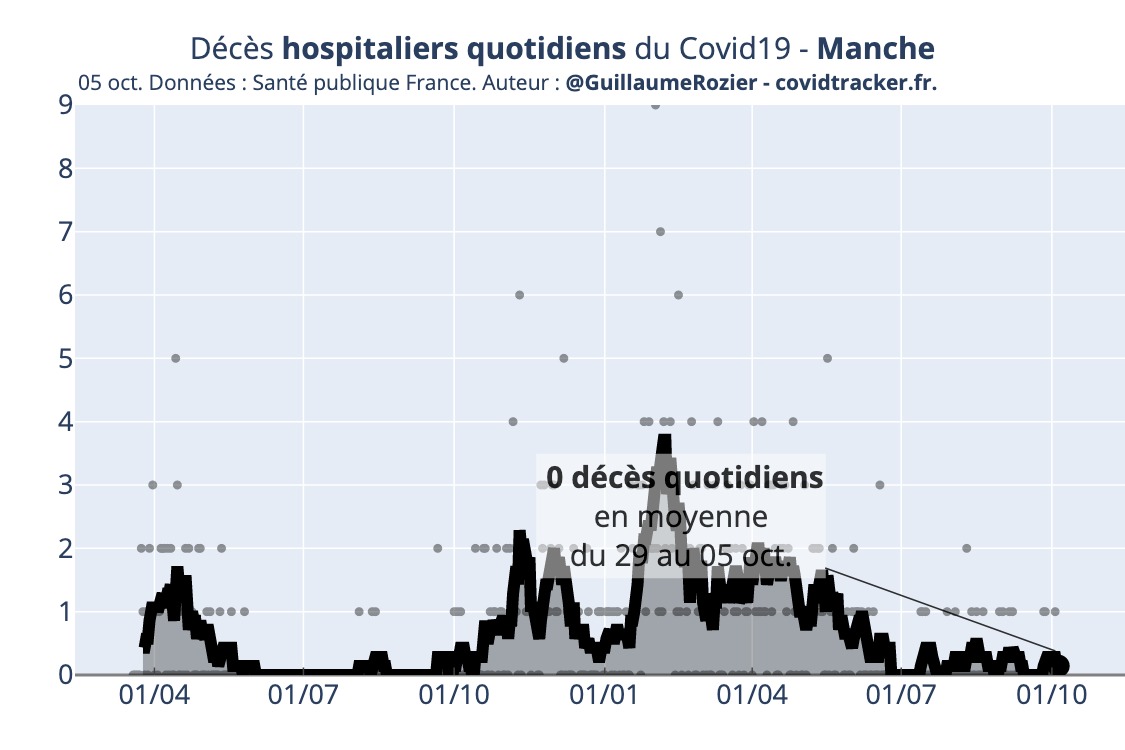 Décès hospitaliers quotidiens du Covid19 - Manche
05 oct. Données : Santé publique France. Auteur : @GuillaumeRozier - covidtracker.fr.
9
8
7
6
5
4
3
2
1
0
0 décès quotidiens
en moyenne
du 29 au 05 oct.
01/04 01/07 01/10 01/01 01/04 01/07 01/10